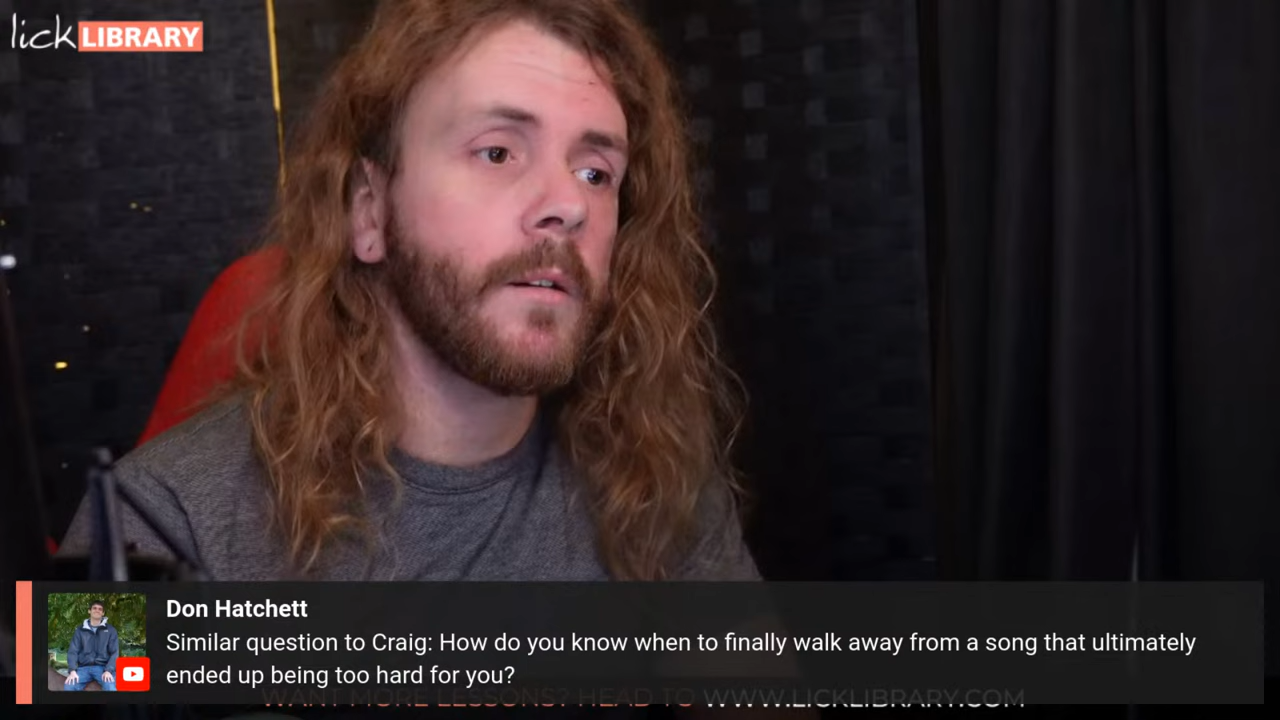 lick LIBRARY
Don Hatchett
Similar question to Craig: How do you know when to finally walk away from a song that ultimately
ended up being too hard for you?
WANT MORE LESSONS? HEAD TO WWW.LICKLIBRARY.COM